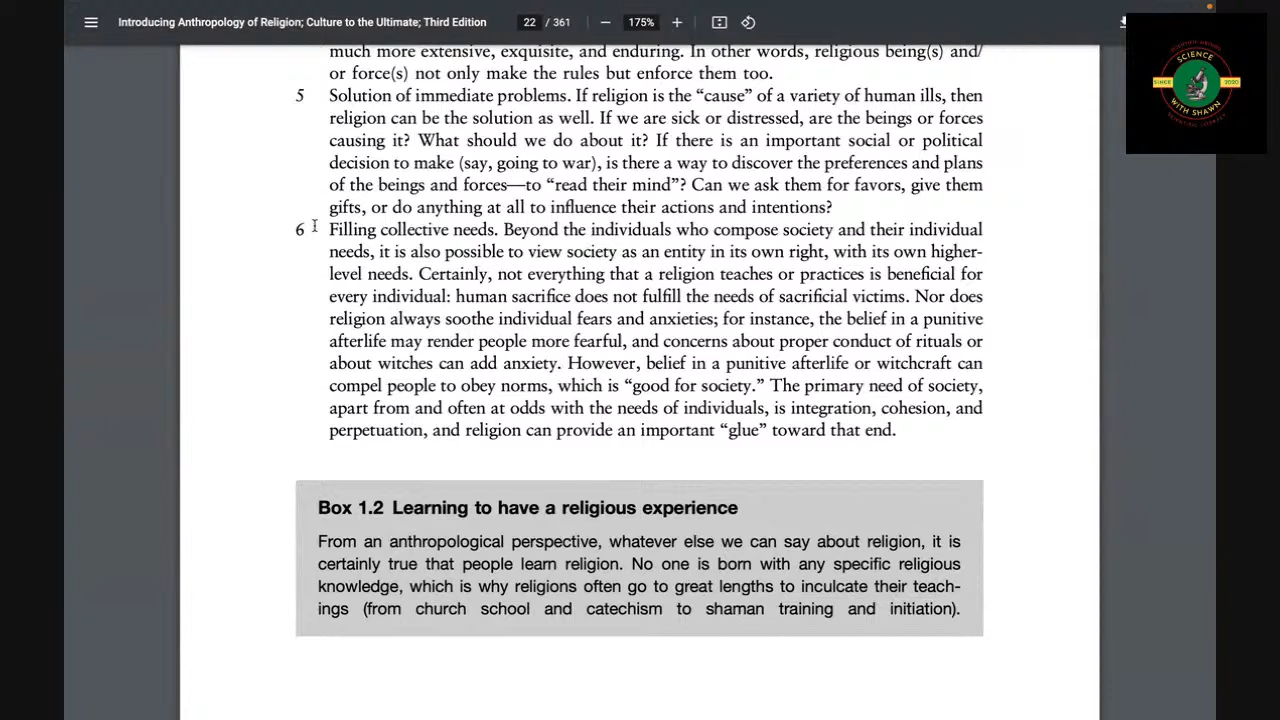 Introducing Anthropology of Religion; Culture to the Ultimate; Third Edition 22 / 361 175%
SCIENTIFIC METHOD
SCIENCE
SINCE 2020
WITH SHAWN
SCIENTIFIC LITERACY
much more extensive, exquisite, and enduring. In other words, religious being(s) and/
or force(s) not only make the rules but enforce them too.
5 Solution of immediate problems. If religion is the “cause” of a variety of human ills, then
religion can be the solution as well. If we are sick or distressed, are the beings or forces
causing it? What should we do about it? If there is an important social or political
decision to make (say, going to war), is there a way to discover the preferences and plans
of the beings and forces—to “read their mind”? Can we ask them for favors, give them
gifts, or do anything at all to influence their actions and intentions?
6 Filling collective needs. Beyond the individuals who compose society and their individual
needs, it is also possible to view society as an entity in its own right, with its own higher-
level needs. Certainly, not everything that a religion teaches or practices is beneficial for
every individual: human sacrifice does not fulfill the needs of sacrificial victims. Nor does
religion always soothe individual fears and anxieties; for instance, the belief in a punitive
afterlife may render people more fearful, and concerns about proper conduct of rituals or
about witches can add anxiety. However, belief in a punitive afterlife or witchcraft can
compel people to obey norms, which is “good for society.” The primary need of society,
apart from and often at odds with the needs of individuals, is integration, cohesion, and
perpetuation, and religion can provide an important “glue” toward that end.
Box 1.2 Learning to have a religious experience
From an anthropological perspective, whatever else we can say about religion, it is
certainly true that people learn religion. No one is born with any specific religious
knowledge, which is why religions often go to great lengths to inculcate their teach-
ings (from church school and catechism to shaman training and initiation).